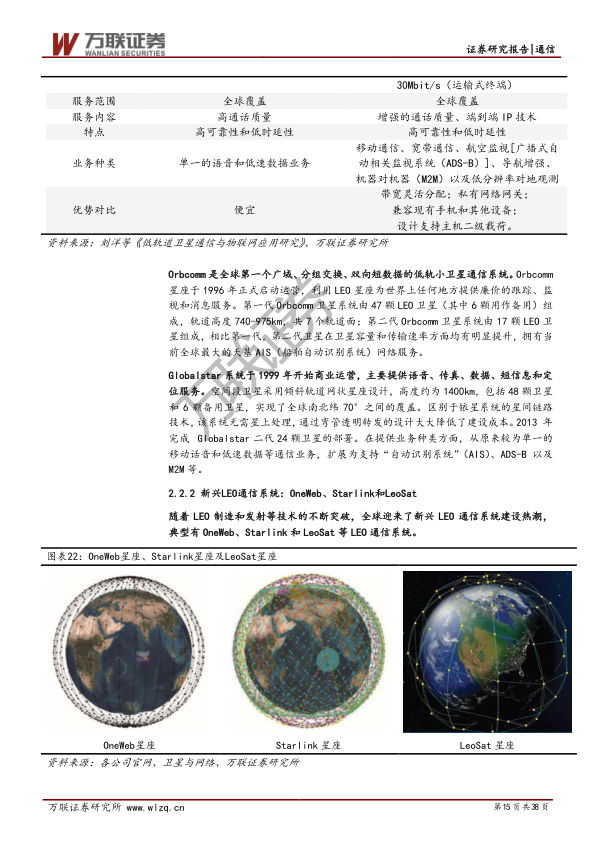 万联证券
WANLIAN SECURITIES
证券研究报告|通信
30Mbit/s（运输式终端）
服务范围 全球覆盖 全球覆盖
服务内容 高通话质量 增强的通话质量、端到端 IP 技术
特点 高可靠性和低时延性 高可靠性和低时延性
移动通信、宽带通信、航空监视[广播式自
业务种类 单一的语音和低速数据业务 动相关监视系统（ADS-B）]、导航增强、
机器对机器（M2M）以及低分辨率对地观测
带宽灵活分配；私有网络网关；
优势对比 便宜 兼容现有手机和其他设备；
设计支持主机二级载荷。
资料来源：刘洋等《低轨道卫星通信与物联网应用研究》、万联证券研究所
Orbcomm 是全球第一个广域、分组交换、双向短数据的低轨小卫星通信系统。Orbcomm
星座于 1996 年正式启动运营，利用 LEO 星座为世界上任何地方提供廉价的跟踪、监
视和消息服务。第一代 Orbcomm 卫星系统由 47 颗 LEO 卫星（其中 6 颗用作备用）组
成，轨道高度 740-975km，共 7 个轨道面；第二代 Orbcomm 卫星系统由 17 颗 LEO 卫
星组成，相比第一代，第二代卫星在卫星容量和传输速率方面均有明显提升，拥有当
前全球最大的天基 AIS（船舶自动识别系统）网络服务。
Globalstar 系统于 1999 年开始商业运营，主要提供语音、传真、数据、短信息和定
位服务。空间段卫星采用倾斜轨道网状星座设计，高度约为 1400km，包括 48 颗卫星
和 6 颗备用卫星，实现了全球南北纬 70°之间的覆盖。区别于铱星系统的星间链路
技术，该系统无需星上处理，通过弯管透明转发的设计大大降低了建设成本。2013 年
完成 Globalstar 二代 24 颗卫星的部署。在提供业务种类方面，从原来较为单一的
移动话音和低速数据等通信业务，扩展为支持“自动识别系统”（AIS）、ADS-B 以及
M2M 等。
2.2.2 新兴LEO通信系统：OneWeb、Starlink和LeoSat
随着 LEO 制造和发射等技术的不断突破，全球迎来了新兴 LEO 通信系统建设热潮，
典型有 OneWeb、Starlink 和 LeoSat 等 LEO 通信系统。
图表22：OneWeb星座、Starlink星座及LeoSat星座
OneWeb星座 Starlink 星座 LeoSat 星座
资料来源：各公司官网、卫星与网络、万联证券研究所
万联证券研究所 www.wlzq.cn 第 15 页 共 38 页
万联证券